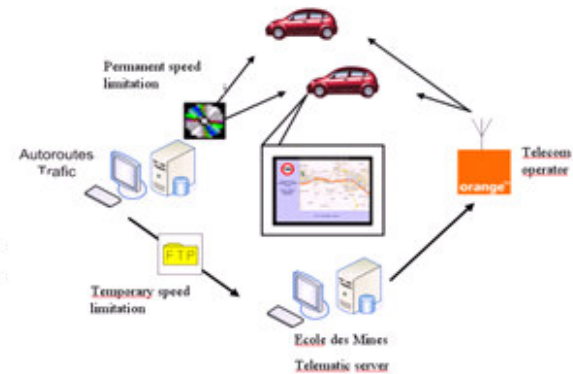 Permanent speed
limitation
Autoroutes
Trafic
Telecom
operator
orange
FTP
Temporary speed
limitation
Ecole des Mines
Telematic server